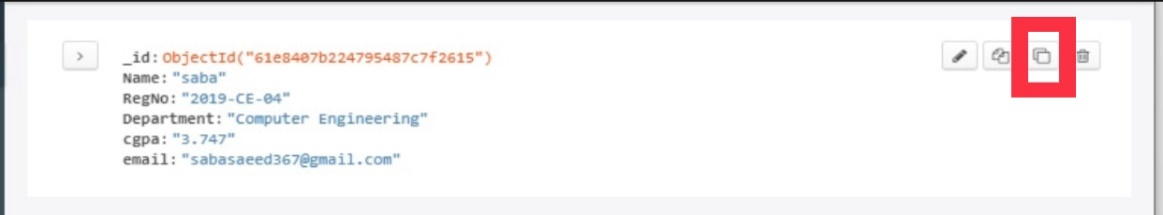 _id: ObjectId("61e8407b224795487c7f2615")
Name: "saba"
RegNo: "2019-CE-04"
Department: "Computer Engineering"
cgpa: "3.747"
email: "sabasaeed367@gmail.com"